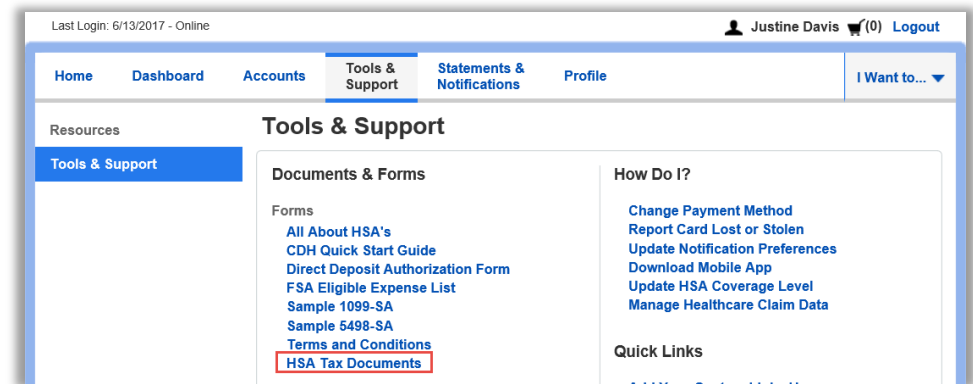 Last Login: 6/13/2017 - Online
Justine Davis (0) Logout
Home Dashboard Accounts Tools & Support Statements & Notifications Profile I Want to...
Resources
Tools & Support
Tools & Support
Documents & Forms
Forms
All About HSA's
CDH Quick Start Guide
Direct Deposit Authorization Form
FSA Eligible Expense List
Sample 1099-SA
Sample 5498-SA
Terms and Conditions
HSA Tax Documents
How Do I?
Change Payment Method
Report Card Lost or Stolen
Update Notification Preferences
Download Mobile App
Update HSA Coverage Level
Manage Healthcare Claim Data
Quick Links